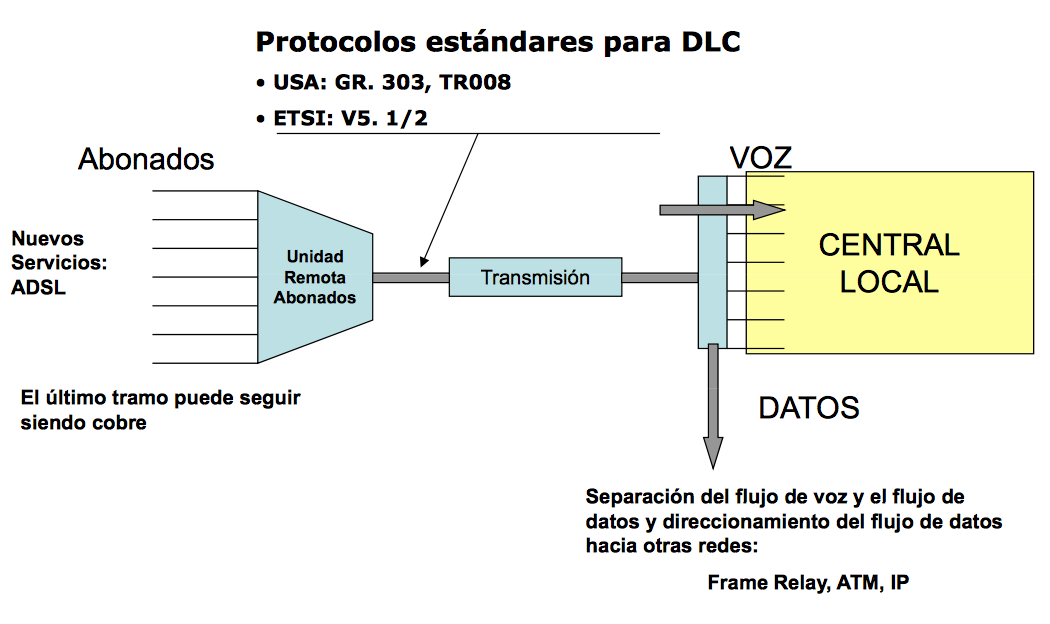 Protocolos estándares para DLC
• USA: GR. 303, TR008
• ETSI: V5. 1/2
Abonados
VOZ
Nuevos
Servicios:
ADSL
Unidad
Remota
Abonados
Transmisión
CENTRAL
LOCAL
El último tramo puede seguir
siendo cobre
DATOS
Separación del flujo de voz y el flujo de
datos y direccionamiento del flujo de datos
hacia otras redes:
Frame Relay, ATM, IP